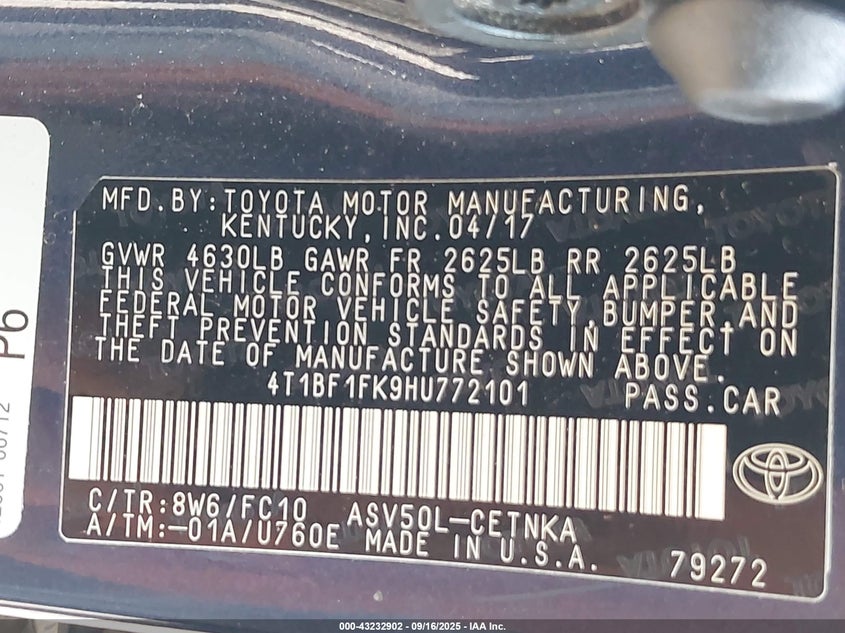 MFD.BY:TOYOTA MOTOR MANUFACTURING,
KENTUCKY,INC.04/17
GVWR 4630LB GAWR FR 2625LB RR 2625LB
THIS VEHICLE CONFORMS TO ALL APPLICABLE
FEDERAL MOTOR VEHICLE SAFETY,BUMPER,AND
THEFT PREVENTION STANDARDS IN EFFECT ON
THE DATE OF MANUFACTURE SHOWN ABOVE.
4T1BF1FK9HU772101 PASS.CAR
C/TR:8W6/FC10 ASV50L-CETNKA
A/TM:-01A/U760E MADE IN U.S.A. 79272
P6
000-43232902 - 09/16/2025 - IAA Inc.